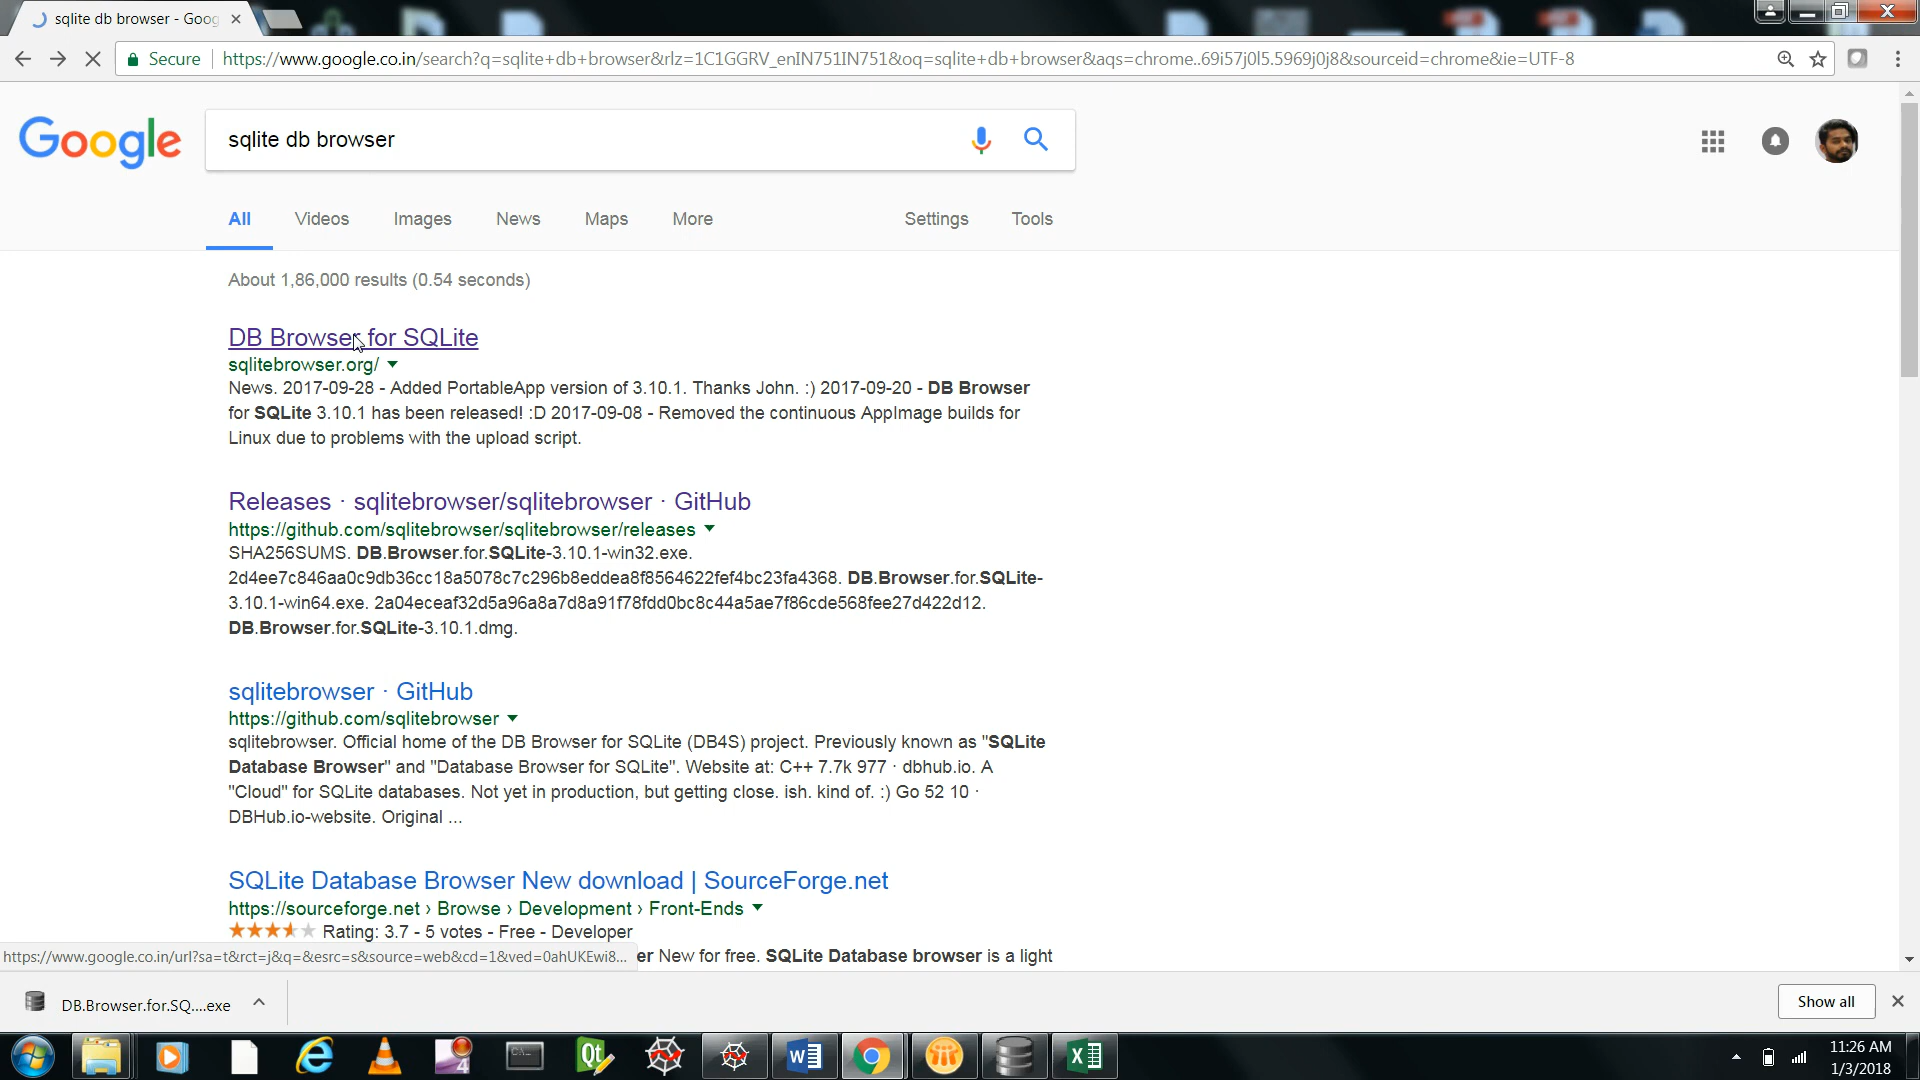 sqlite db browser - Goog
Secure https://www.google.co.in/search?q=sqlite+db+browser&rlz=1C1GGRV_enIN751IN751&oq=sqlite+db+browser&aqs=chrome..69i57j0l5.5969j0j8&sourceid=chrome&ie=UTF-8
Google sqlite db browser
All Videos Images News Maps More Settings Tools
About 1,86,000 results (0.54 seconds)
DB Browser for SQLite
sqlitebrowser.org/
News. 2017-09-28 - Added PortableApp version of 3.10.1. Thanks John. :) 2017-09-20 - DB Browser
for SQLite 3.10.1 has been released! :D 2017-09-08 - Removed the continuous AppImage builds for
Linux due to problems with the upload script.
Releases · sqlitebrowser/sqlitebrowser · GitHub
https://github.com/sqlitebrowser/sqlitebrowser/releases
SHA256SUMS. DB.Browser.for.SQLite-3.10.1-win32.exe.
2d4ee7c846aa0c9db36cc18a5078c7c296b8eddea8f8564622fef4bc23fa4368. DB.Browser.for.SQLite-
3.10.1-win64.exe. 2a04eceaf32d5a96a8a7d8a91f78fdd0bc8c44a5ae7f86cde568fee27d422d12.
DB.Browser.for.SQLite-3.10.1.dmg.
sqlitebrowser · GitHub
https://github.com/sqlitebrowser
sqlitebrowser. Official home of the DB Browser for SQLite (DB4S) project. Previously known as "SQLite
Database Browser" and "Database Browser for SQLite". Website at: C++ 7.7k 977 · dbhub.io. A
"Cloud" for SQLite databases. Not yet in production, but getting close. ish. kind of. :) Go 52 10 ·
DBHub.io-website. Original ...
SQLite Database Browser New download | SourceForge.net
https://sourceforge.net › Browse › Development › Front-Ends
Rating: 3.7 - 5 votes - Free - Developer
https://www.google.co.in/url?sa=t&rct=j&q=&esrc=s&source=web&cd=1&ved=0ahUKEwi8... er New for free. SQLite Database browser is a light
DB.Browser.for.SQ....exe Show all
11:26 AM
1/3/2018